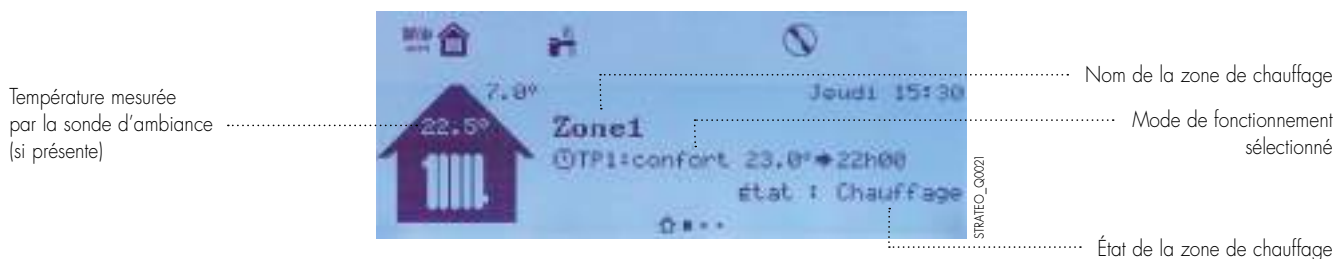 Température mesurée
par la sonde d'ambiance
(si présente)
7.0°
22.5°
Jeudi 15:30
Zone1
TP1:confort 23.0° 22h00
État : Chauffage
STRATEO_Q0021
Nom de la zone de chauffage
Mode de fonctionnement
sélectionné
État de la zone de chauffage